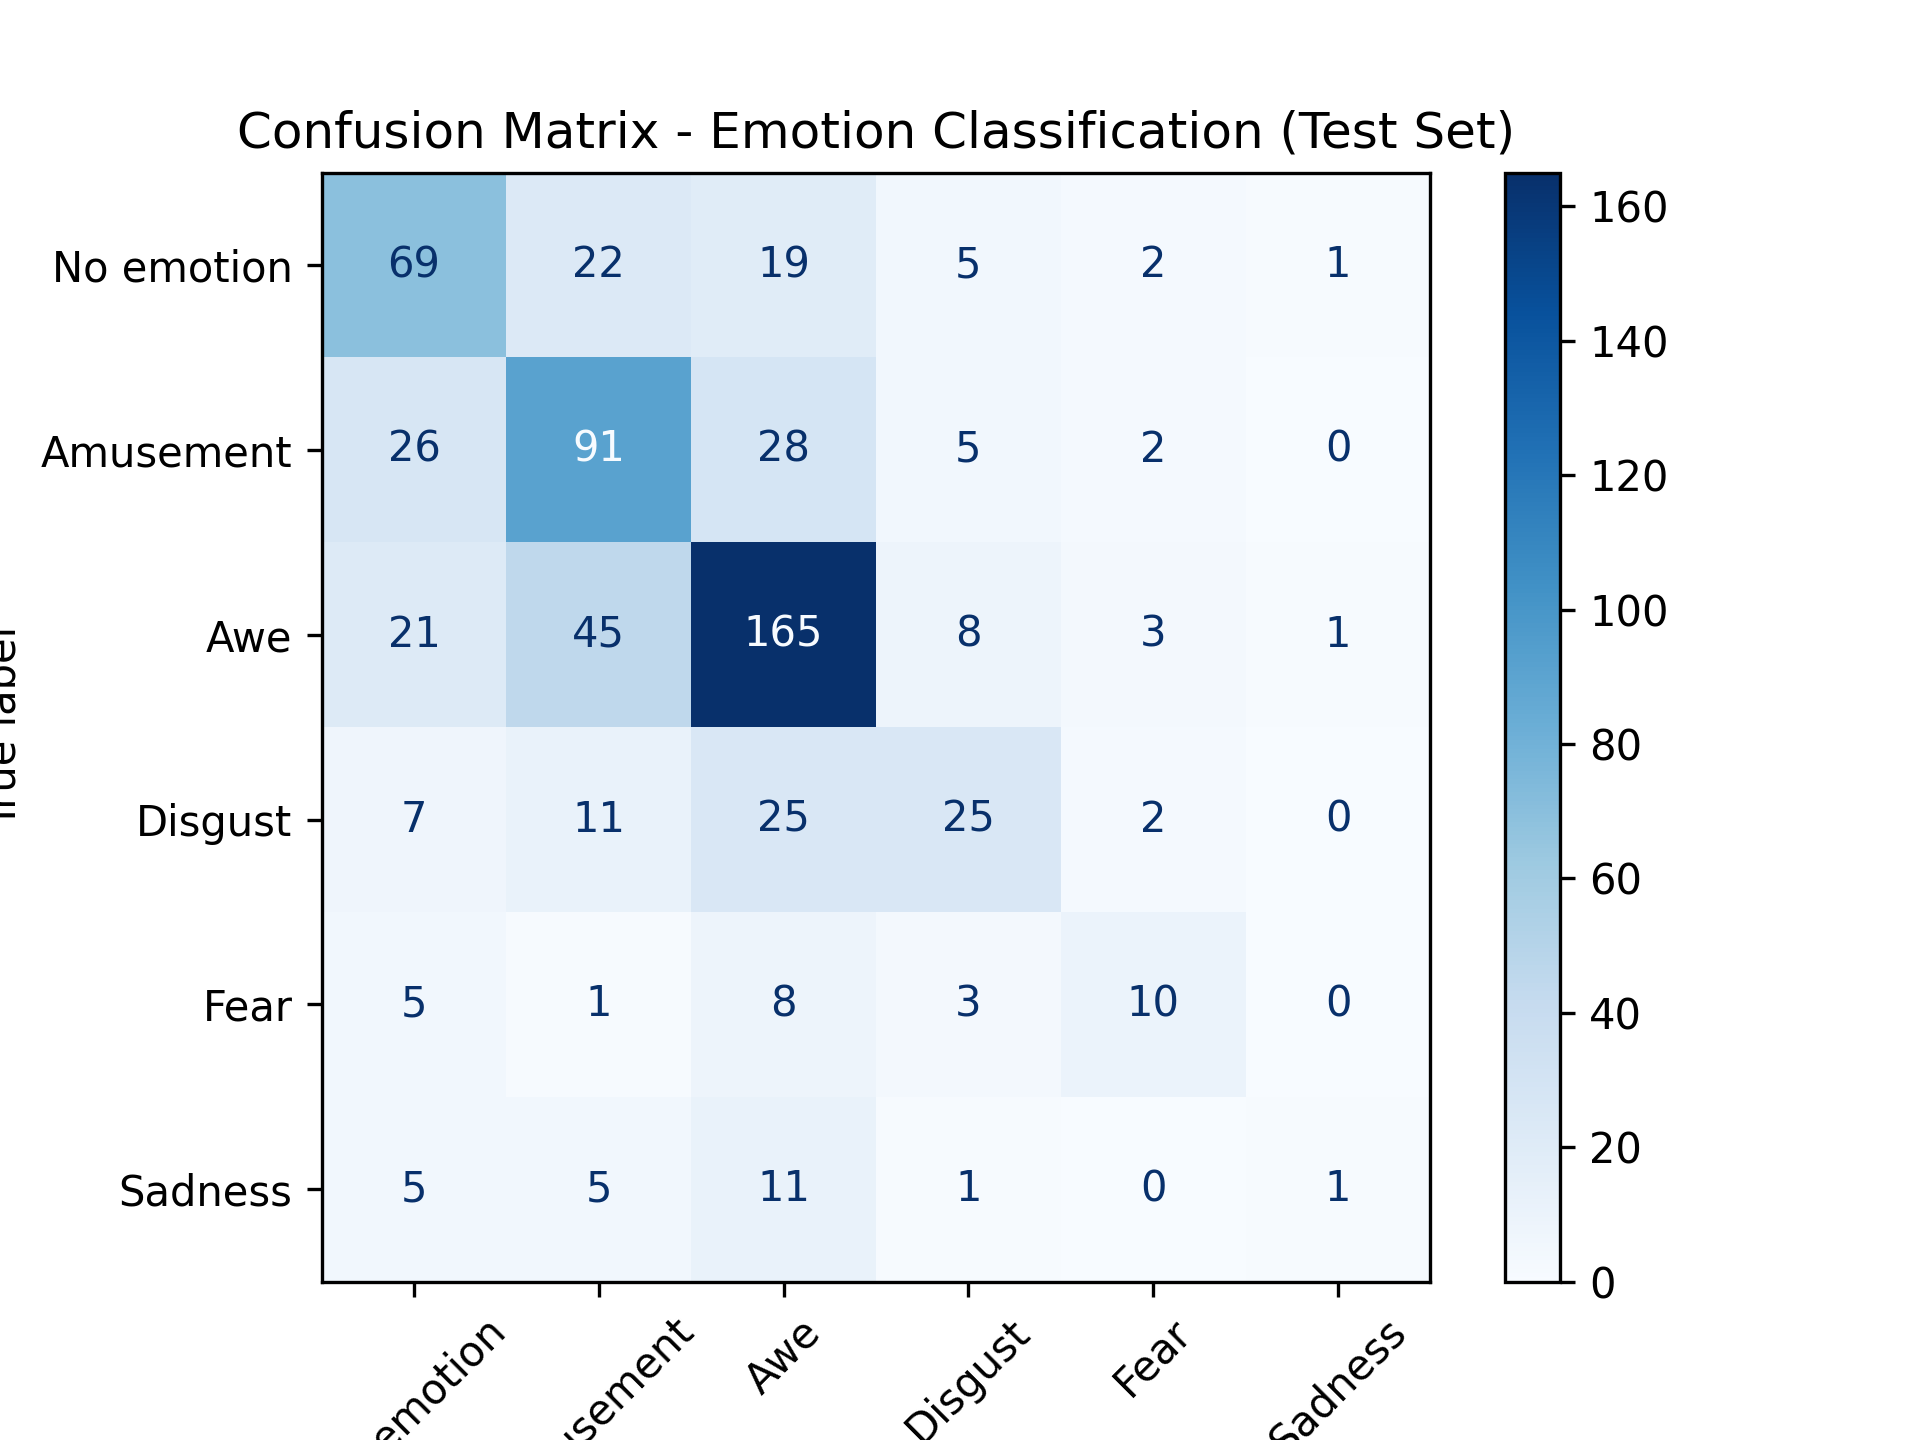 Confusion Matrix - Emotion Classification (Test Set)
No emotion 69 22 19 5 2 1
Amusement 26 91 28 5 2 0
Awe 21 45 165 8 3 1
Disgust 7 11 25 25 2 0
Fear 5 1 8 3 10 0
Sadness 5 5 11 1 0 1
emotion
Awe
Disgust
Fear
Sadness
160
140
120
100
80
60
40
20
0